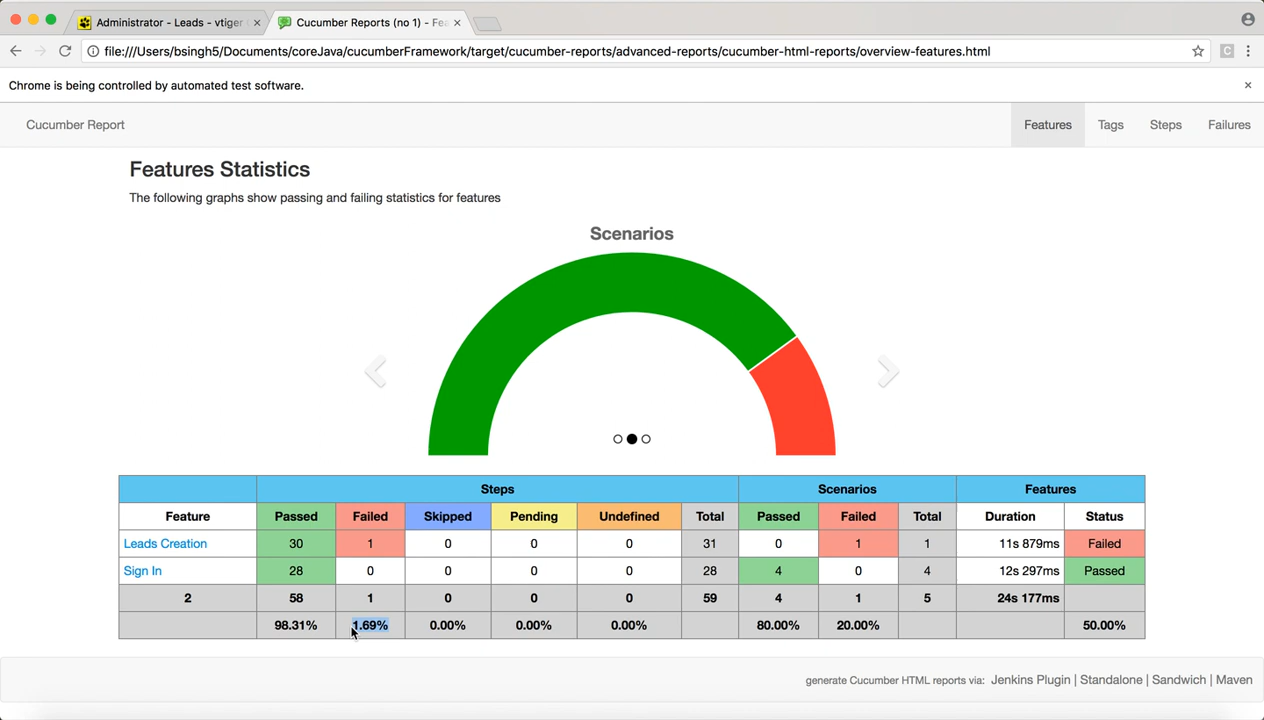 Administrator - Leads - vtiger
Cucumber Reports (no 1) - Fea
file:///Users/bsingh5/Documents/coreJava/cucumberFramework/target/cucumber-reports/advanced-reports/cucumber-html-reports/overview-features.html
C
Chrome is being controlled by automated test software.
Cucumber Report Features Tags Steps Failures
Features Statistics
The following graphs show passing and failing statistics for features
Scenarios
Steps Scenarios Features
Feature Passed Failed Skipped Pending Undefined Total Passed Failed Total Duration Status
Leads Creation 30 1 0 0 0 31 0 1 1 11s 879ms Failed
Sign In 28 0 0 0 0 28 4 0 4 12s 297ms Passed
2 58 1 0 0 0 59 4 1 5 24s 177ms
98.31% 1.69% 0.00% 0.00% 0.00% 80.00% 20.00% 50.00%
generate Cucumber HTML reports via: Jenkins Plugin | Standalone | Sandwich | Maven